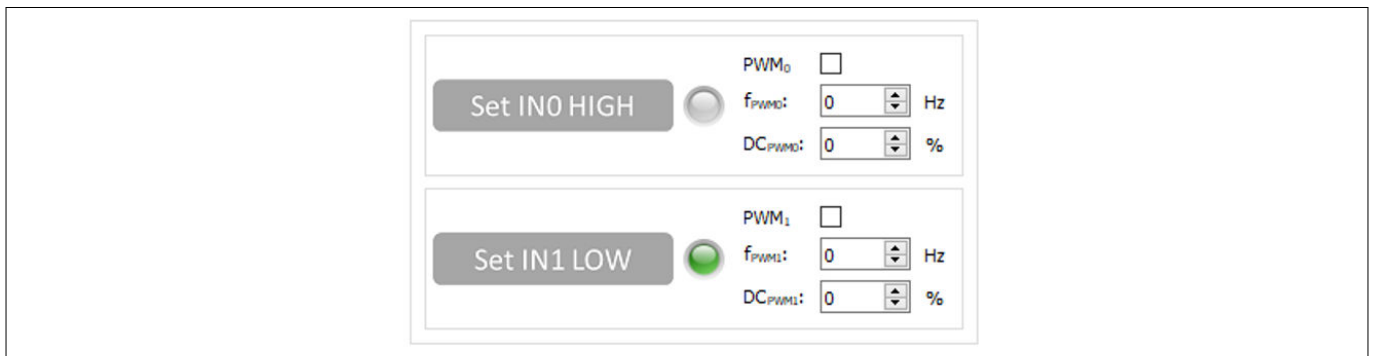 PWM₀
Set IN0 HIGH
fPWM0: 0 Hz
DCPWM0: 0 %
PWM₁
Set IN1 LOW
fPWM1: 0 Hz
DCPWM1: 0 %